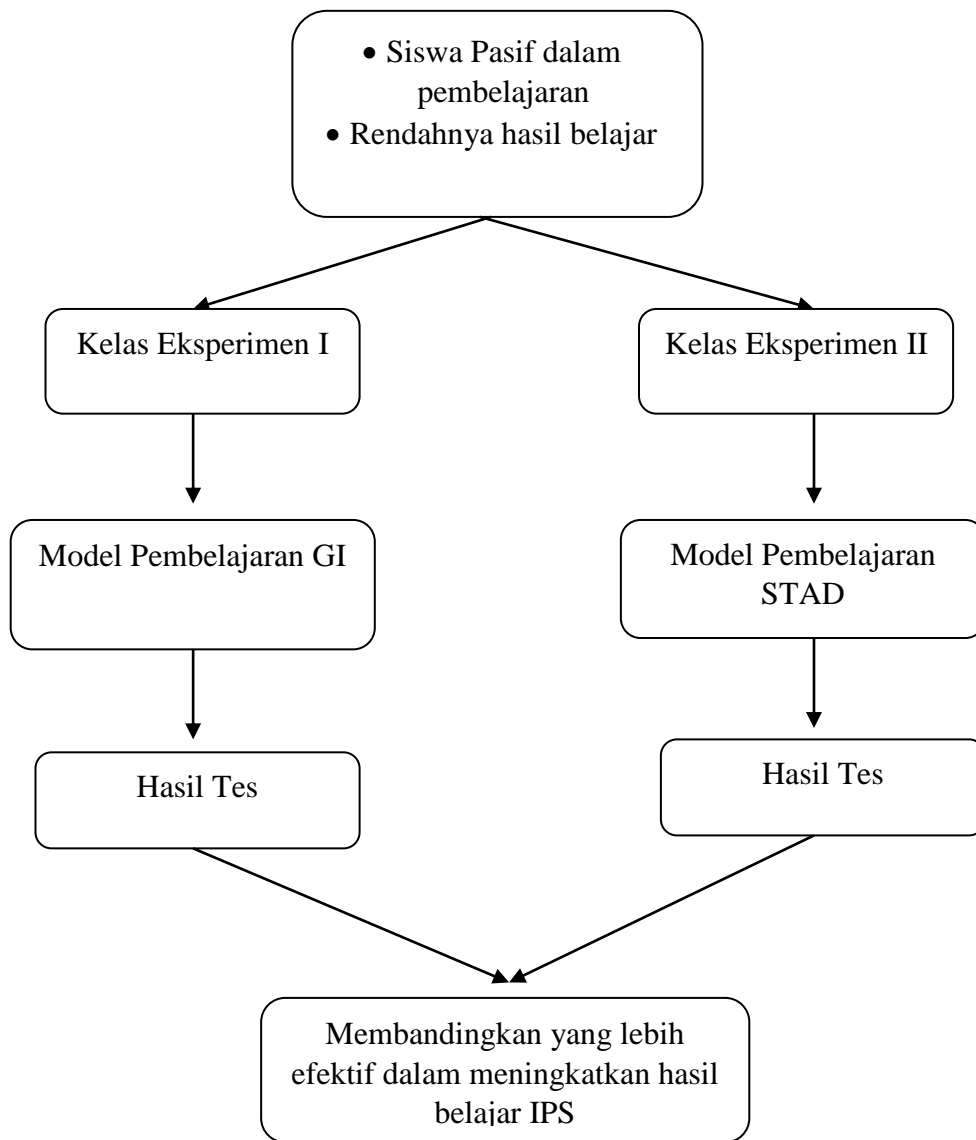 • Siswa Pasif dalam
pembelajaran
• Rendahnya hasil belajar
Kelas Eksperimen I
Kelas Eksperimen II
Model Pembelajaran GI
Model Pembelajaran
STAD
Hasil Tes
Hasil Tes
Membandingkan yang lebih
efektif dalam meningkatkan hasil
belajar IPS